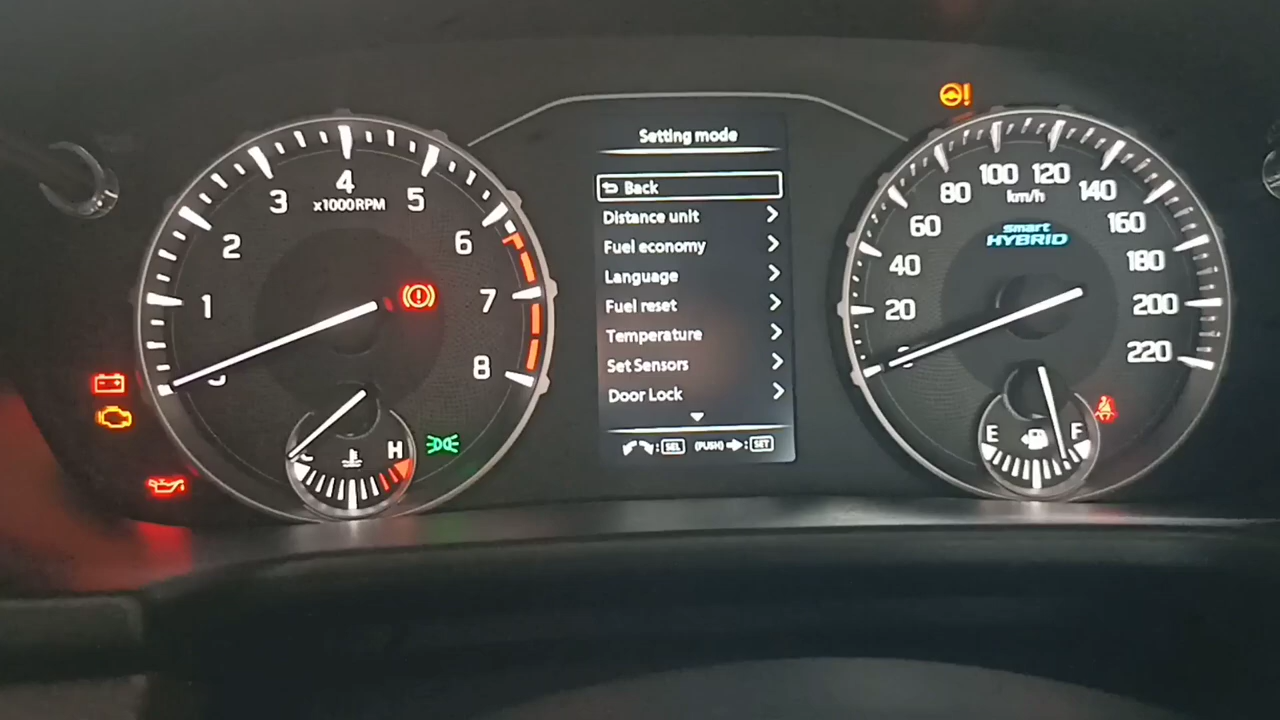 Setting mode
Back
Distance unit
Fuel economy
Language
Fuel reset
Temperature
Set Sensors
Door Lock
:SEL (PUSH) :SET
1
2
3
4
5
6
7
8
x1000RPM
H
20
40
60
80
100
120
140
160
180
200
220
km/h
smart
HYBRID
E
F